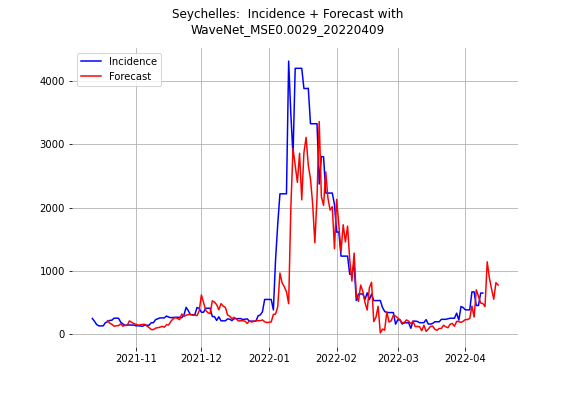 Seychelles:  Incidence + Forecast with
WaveNet_MSE0.0029_20220409
Incidence
Forecast
4000
3000
2000
1000
0
2021-11
2021-12
2022-01
2022-02
2022-03
2022-04